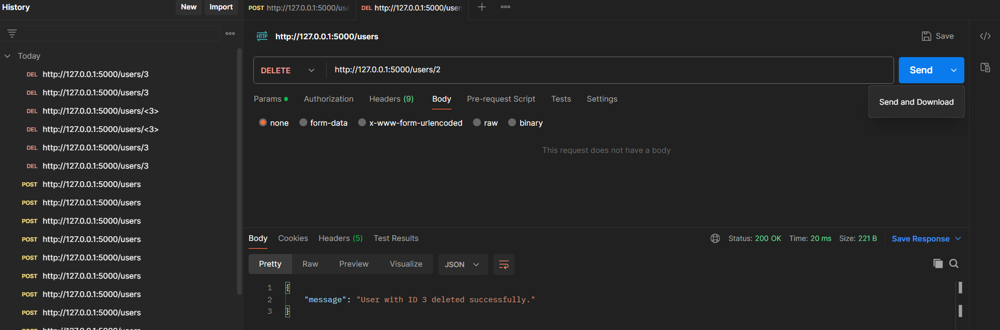 History
New
Import
POST http://127.0.0.1:5000/use
DEL http://127.0.0.1:5000/user
Today
DEL http://127.0.0.1:5000/users/3
DEL http://127.0.0.1:5000/users/3
DEL http://127.0.0.1:5000/users/<3>
DEL http://127.0.0.1:5000/users/<3>
DEL http://127.0.0.1:5000/users/3
DEL http://127.0.0.1:5000/users/3
POST http://127.0.0.1:5000/users
POST http://127.0.0.1:5000/users
POST http://127.0.0.1:5000/users
POST http://127.0.0.1:5000/users
POST http://127.0.0.1:5000/users
POST http://127.0.0.1:5000/users
POST http://127.0.0.1:5000/users
POST http://127.0.0.1:5000/users
POST http://127.0.0.1:5000/users
HTTP http://127.0.0.1:5000/users
Save
DELETE http://127.0.0.1:5000/users/2
Send
Send and Download
Params Authorization Headers (9) Body Pre-request Script Tests Settings
none form-data x-www-form-urlencoded raw binary
This request does not have a body
Body Cookies Headers (5) Test Results
Status: 200 OK Time: 20 ms Size: 221 B Save Response
Pretty Raw Preview Visualize JSON
1 {
2 "message": "User with ID 3 deleted successfully."
3 }